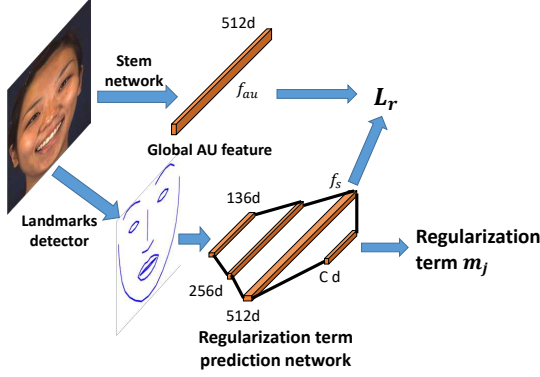 512d
Stem
network
f_au
L_r
Global AU feature
Landmarks
detector
136d
f_s
256d
C d
512d
Regularization
term m_j
Regularization term
prediction network